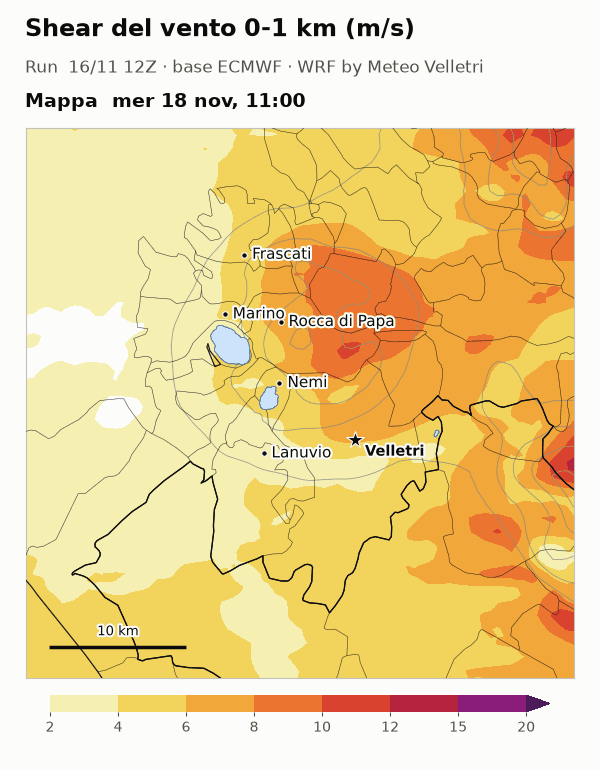 Shear del vento 0-1 km (m/s)
Run  16/11 12Z · base ECMWF · WRF by Meteo Velletri
Mappa  mer 18 nov, 11:00
Frascati
Marino
Rocca di Papa
Nemi
Velletri
Lanuvio
10 km
2 4 6 8 10 12 15 20